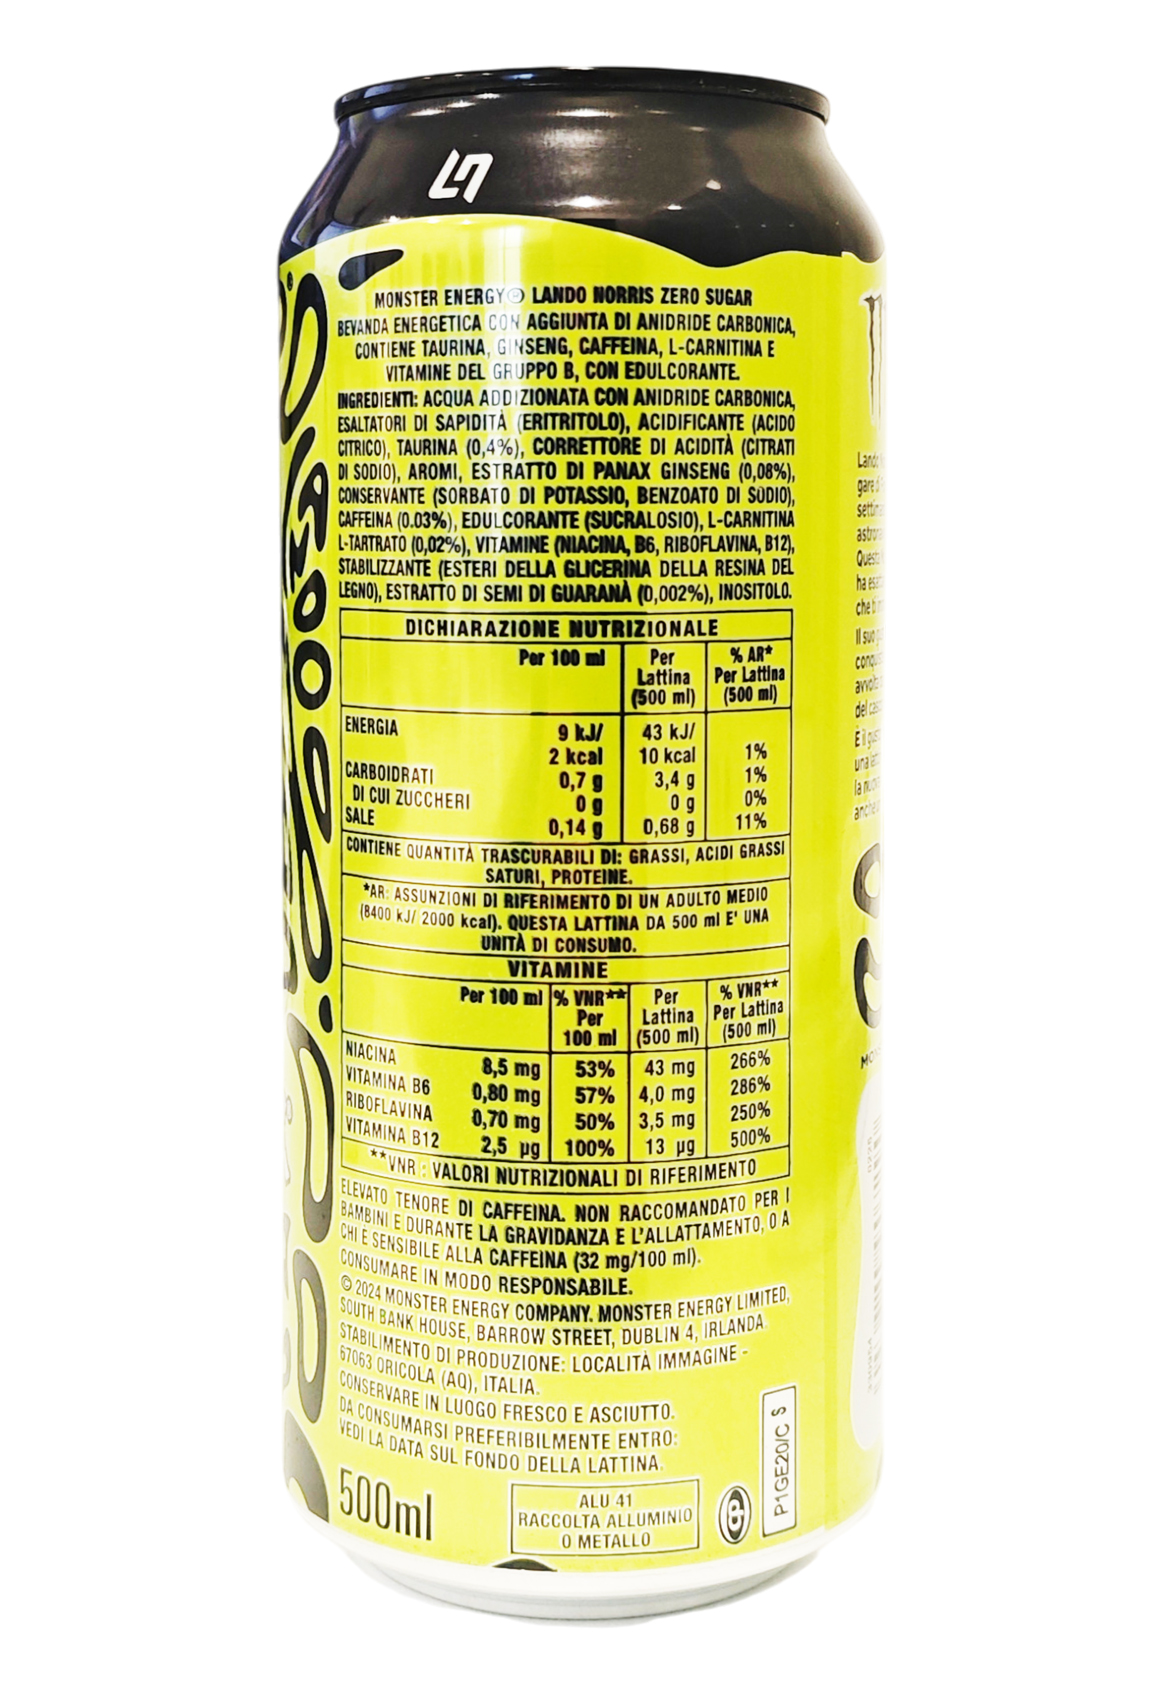 LN
MONSTER ENERGY® LANDO NORRIS ZERO SUGAR
BEVANDA ENERGETICA CON AGGIUNTA DI ANIDRIDE CARBONICA,
CONTIENE TAURINA, GINSENG, CAFFEINA, L-CARNITINA E
VITAMINE DEL GRUPPO B, CON EDULCORANTE.
INGREDIENTI: ACQUA ADDIZIONATA CON ANIDRIDE CARBONICA,
ESALTATORI DI SAPIDITÀ (ERITRITOLO), ACIDIFICANTE (ACIDO
CITRICO), TAURINA (0,4%), CORRETTORE DI ACIDITÀ (CITRATI
DI SODIO), AROMI, ESTRATTO DI PANAX GINSENG (0,08%),
CONSERVANTE (SORBATO DI POTASSIO, BENZOATO DI SODIO),
CAFFEINA (0.03%), EDULCORANTE (SUCRALOSIO), L-CARNITINA
L-TARTRATO (0,02%), VITAMINE (NIACINA, B6, RIBOFLAVINA, B12),
STABILIZZANTE (ESTERI DELLA GLICERINA DELLA RESINA DEL
LEGNO), ESTRATTO DI SEMI DI GUARANÀ (0,002%), INOSITOLO.
DICHIARAZIONE NUTRIZIONALE
Per 100 ml Per Lattina (500 ml) % AR* Per Lattina (500 ml)
ENERGIA 9 kJ/ 43 kJ/
2 kcal 10 kcal 1%
CARBOIDRATI 0,7 g 3,4 g 1%
DI CUI ZUCCHERI 0 g 0 g 0%
SALE 0,14 g 0,68 g 11%
CONTIENE QUANTITÀ TRASCURABILI DI: GRASSI, ACIDI GRASSI
SATURI, PROTEINE.
*AR: ASSUNZIONI DI RIFERIMENTO DI UN ADULTO MEDIO
(8400 kJ/ 2000 kcal). QUESTA LATTINA DA 500 ml E' UNA
UNITÀ DI CONSUMO.
VITAMINE
Per 100 ml % VNR** Per 100 ml Per Lattina (500 ml) % VNR** Per Lattina (500 ml)
NIACINA 8,5 mg 53% 43 mg 266%
VITAMINA B6 0,80 mg 57% 4,0 mg 286%
RIBOFLAVINA 0,70 mg 50% 3,5 mg 250%
VITAMINA B12 2,5 µg 100% 13 µg 500%
**VNR : VALORI NUTRIZIONALI DI RIFERIMENTO
ELEVATO TENORE DI CAFFEINA. NON RACCOMANDATO PER I
BAMBINI E DURANTE LA GRAVIDANZA E L'ALLATTAMENTO, O A
CHI È SENSIBILE ALLA CAFFEINA (32 mg/100 ml).
CONSUMARE IN MODO RESPONSABILE.
© 2024 MONSTER ENERGY COMPANY. MONSTER ENERGY LIMITED,
SOUTH BANK HOUSE, BARROW STREET, DUBLIN 4, IRLANDA.
STABILIMENTO DI PRODUZIONE: LOCALITÀ IMMAGINE -
67063 ORICOLA (AQ), ITALIA.
CONSERVARE IN LUOGO FRESCO E ASCIUTTO.
DA CONSUMARSI PREFERIBILMENTE ENTRO:
VEDI LA DATA SUL FONDO DELLA LATTINA.
500ml
ALU 41
RACCOLTA ALLUMINIO
O METALLO
P1GE20/C S